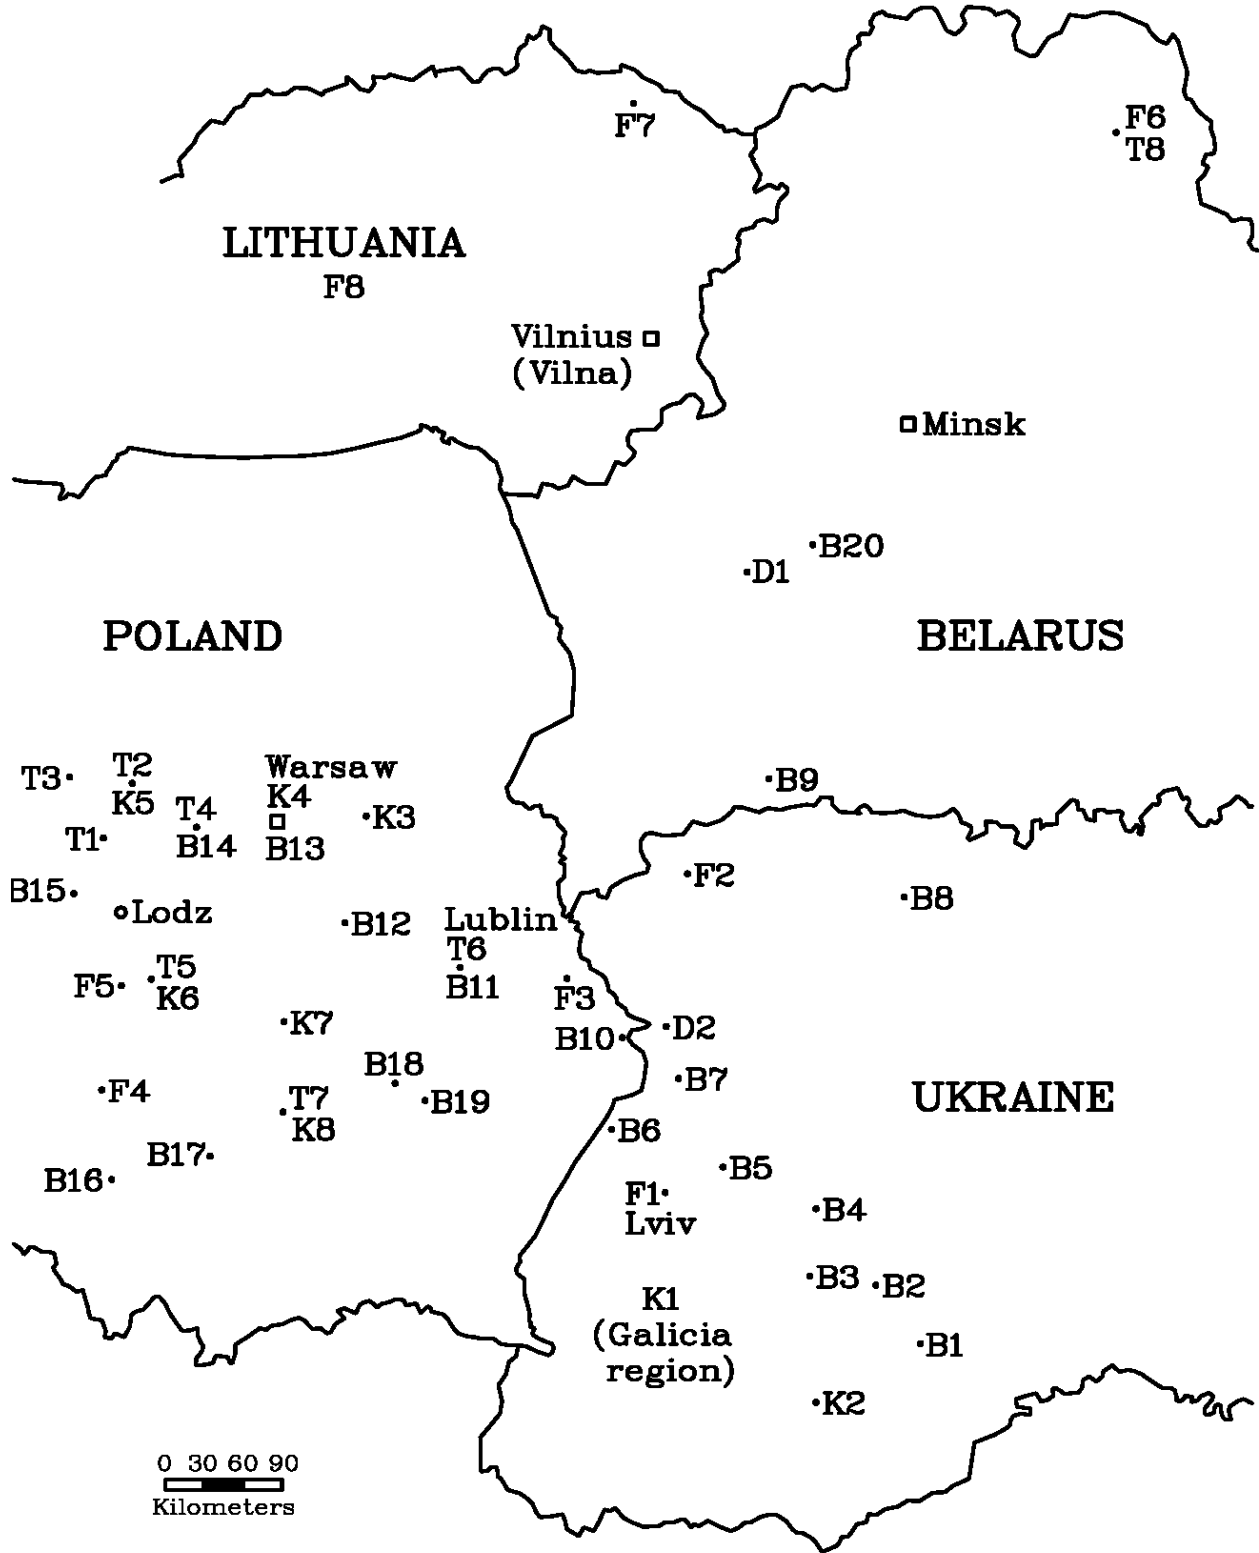 F7
F6
T8
LITHUANIA
F8
Vilnius
(Vilna)
Minsk
B20
D1
POLAND
BELARUS
T3
T2
K5
T4
B14
Warsaw
K4
B13
K3
B9
T1
B15
Lodz
B12
Lublin
T6
B11
F2
B8
F5
T5
K6
F3
K7
B10
D2
B18
B19
B7
F4
T7
K8
UKRAINE
B17
B16
B6
B5
F1
Lviv
B4
B3
B2
K1
(Galicia
region)
B1
K2
0 30 60 90
Kilometers